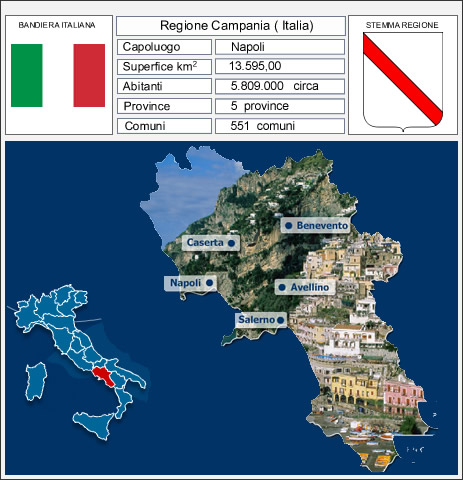 BANDIERA ITALIANA
Regione Campania ( Italia)
STEMMA REGIONE
Capoluogo Napoli
Superfice km² 13.595,00
Abitanti 5.809.000 circa
Province 5 province
Comuni 551 comuni
Benevento
Caserta
Napoli
Avellino
Salerno